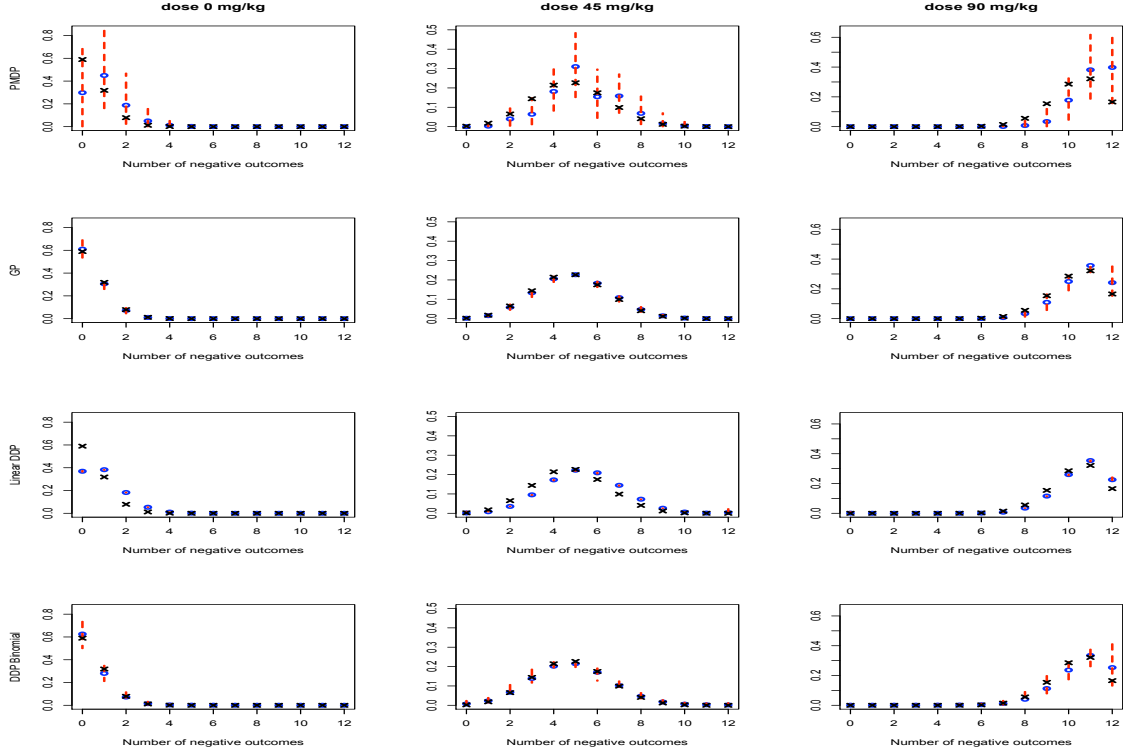 dose 0 mg/kg
dose 45 mg/kg
dose 90 mg/kg
PMDP
0.0 0.2 0.4 0.6 0.8
0 2 4 6 8 10 12
Number of negative outcomes
0.0 0.1 0.2 0.3 0.4 0.5
0 2 4 6 8 10 12
Number of negative outcomes
0.0 0.2 0.4 0.6
0 2 4 6 8 10 12
Number of negative outcomes
GP
0.0 0.2 0.4 0.6 0.8
0 2 4 6 8 10 12
Number of negative outcomes
0.0 0.1 0.2 0.3 0.4 0.5
0 2 4 6 8 10 12
Number of negative outcomes
0.0 0.2 0.4 0.6
0 2 4 6 8 10 12
Number of negative outcomes
Linear DDP
0.0 0.2 0.4 0.6 0.8
0 2 4 6 8 10 12
Number of negative outcomes
0.0 0.1 0.2 0.3 0.4 0.5
0 2 4 6 8 10 12
Number of negative outcomes
0.0 0.2 0.4 0.6
0 2 4 6 8 10 12
Number of negative outcomes
DDP Binomial
0.0 0.2 0.4 0.6 0.8
0 2 4 6 8 10 12
Number of negative outcomes
0.0 0.1 0.2 0.3 0.4 0.5
0 2 4 6 8 10 12
Number of negative outcomes
0.0 0.2 0.4 0.6
0 2 4 6 8 10 12
Number of negative outcomes